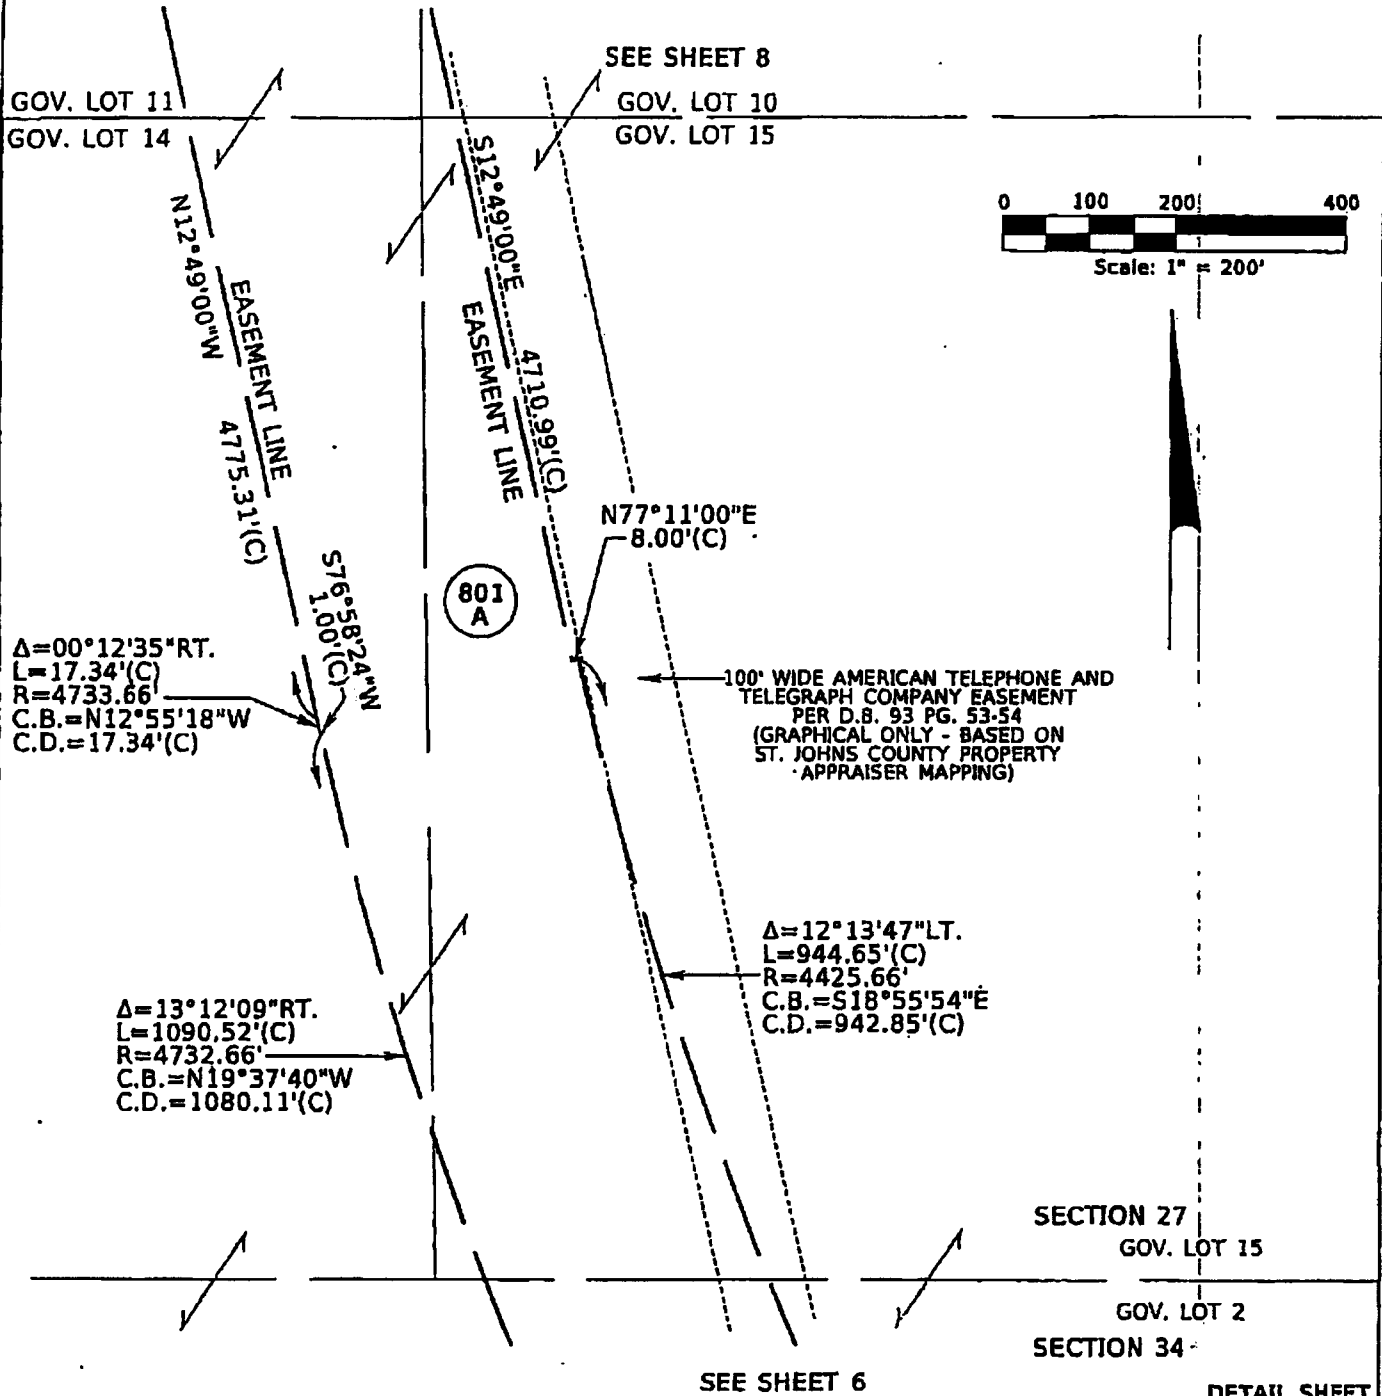 SEE SHEET 8
GOV. LOT 11
GOV. LOT 10
GOV. LOT 14
GOV. LOT 15
0 100 200 400
Scale: 1" = 200'
N12°49'00"W
EASEMENT LINE
4775.31'(C)
S12°49'00"E
EASEMENT LINE
4710.99'(C)
N77°11'00"E
8.00'(C)
S76°58'24"W
1.00'(C)
801
A
Δ=00°12'35"RT.
L=17.34'(C)
R=4733.66'
C.B.=N12°55'18"W
C.D.=17.34'(C)
100' WIDE AMERICAN TELEPHONE AND
TELEGRAPH COMPANY EASEMENT
PER D.B. 93 PG. 53-54
(GRAPHICAL ONLY - BASED ON
ST. JOHNS COUNTY PROPERTY
APPRAISER MAPPING)
Δ=12°13'47"LT.
L=944.65'(C)
R=4425.66'
C.B.=S18°55'54"E
C.D.=942.85'(C)
Δ=13°12'09"RT.
L=1090.52'(C)
R=4732.66'
C.B.=N19°37'40"W
C.D.=1080.11'(C)
SECTION 27
GOV. LOT 15
GOV. LOT 2
SECTION 34
SEE SHEET 6
DETAIL SHEET